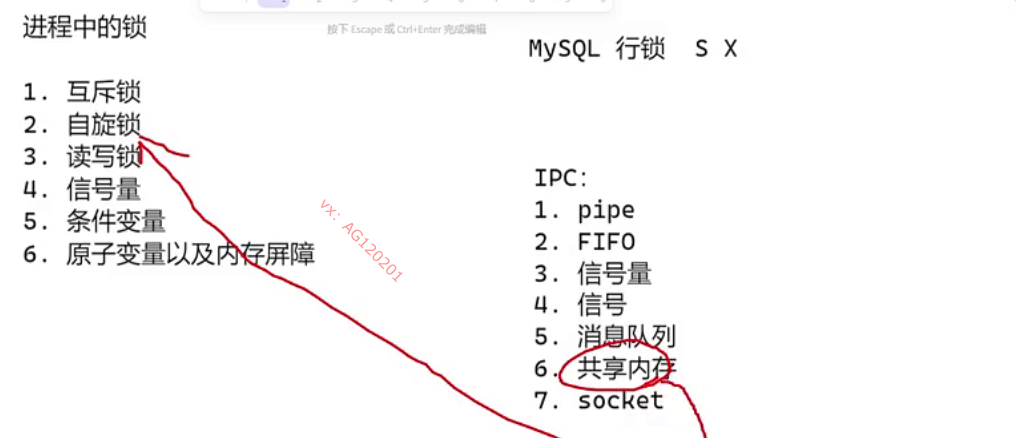 进程中的锁
1. 互斥锁
2. 自旋锁
3. 读写锁
4. 信号量
5. 条件变量
6. 原子变量以及内存屏障
按下 Escape 或 Ctrl+Enter 完成编辑
MySQL 行锁 S X
IPC:
1. pipe
2. FIFO
3. 信号量
4. 信号
5. 消息队列
6. 共享内存
7. socket
vx: AG120201